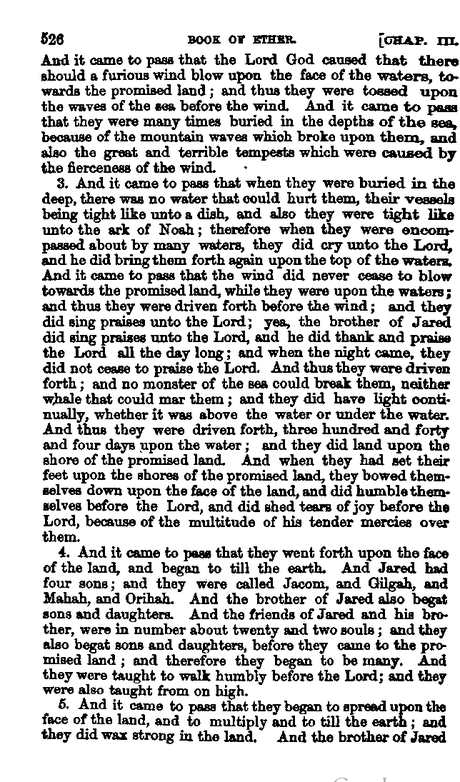 526 BOOK OF ETHER. [CHAP. III.
And it came to pass that the Lord God caused that there
should a furious wind blow upon the face of the waters, to-
wards the promised land; and thus they were tossed upon
the waves of the sea before the wind. And it came to pass
that they were many times buried in the depths of the sea,
because of the mountain waves which broke upon them, and
also the great and terrible tempests which were caused by
the fierceness of the wind.
3. And it came to pass that when they were buried in the
deep, there was no water that could hurt them, their vessels
being tight like unto a dish, and also they were tight like
unto the ark of Noah; therefore when they were encom-
passed about by many waters, they did cry unto the Lord,
and he did bring them forth again upon the top of the waters.
And it came to pass that the wind did never cease to blow
towards the promised land, while they were upon the waters;
and thus they were driven forth before the wind; and they
did sing praises unto the Lord; yea, the brother of Jared
did sing praises unto the Lord, and he did thank and praise
the Lord all the day long; and when the night came, they
did not cease to praise the Lord. And thus they were driven
forth; and no monster of the sea could break them, neither
whale that could mar them; and they did have light conti-
nually, whether it was above the water or under the water.
And thus they were driven forth, three hundred and forty
and four days upon the water; and they did land upon the
shore of the promised land. And when they had set their
feet upon the shores of the promised land, they bowed them-
selves down upon the face of the land, and did humble them-
selves before the Lord, and did shed tears of joy before the
Lord, because of the multitude of his tender mercies over
them.
4. And it came to pass that they went forth upon the face
of the land, and began to till the earth. And Jared had
four sons; and they were called Jacom, and Gilgah, and
Mahah, and Orihah. And the brother of Jared also begat
sons and daughters. And the friends of Jared and his bro-
ther, were in number about twenty and two souls; and they
also begat sons and daughters, before they came to the pro-
mised land; and therefore they began to be many. And
they were taught to walk humbly before the Lord; and they
were also taught from on high.
5. And it came to pass that they began to spread upon the
face of the land, and to multiply and to till the earth; and
they did wax strong in the land. And the brother of Jared